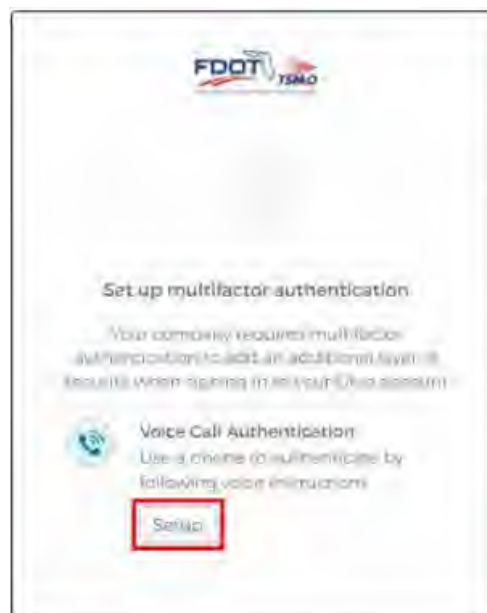 FDOT
TSM&O
Set up multifactor authentication
Your company requires multifactor
authentication to add an additional layer of
security when signing in to your Okta account
Voice Call Authentication
Use a phone to authenticate by
following voice instructions
Setup